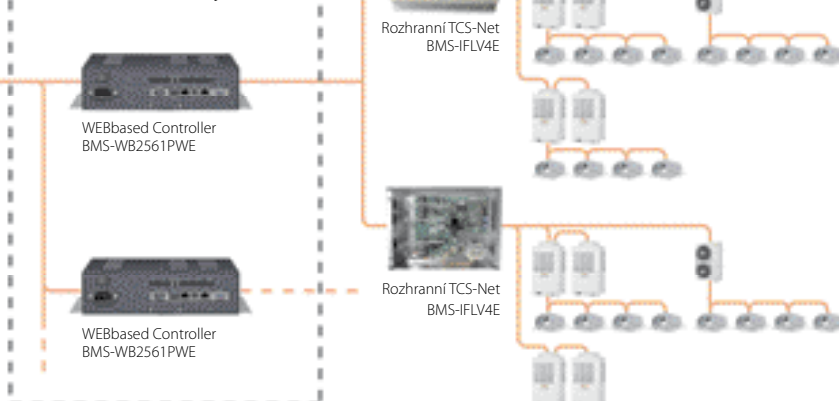 Rozhranní TCS-Net
BMS-IFLV4E
WEBbased Controller
BMS-WB2561PWE
Rozhranní TCS-Net
BMS-IFLV4E
WEBbased Controller
BMS-WB2561PWE